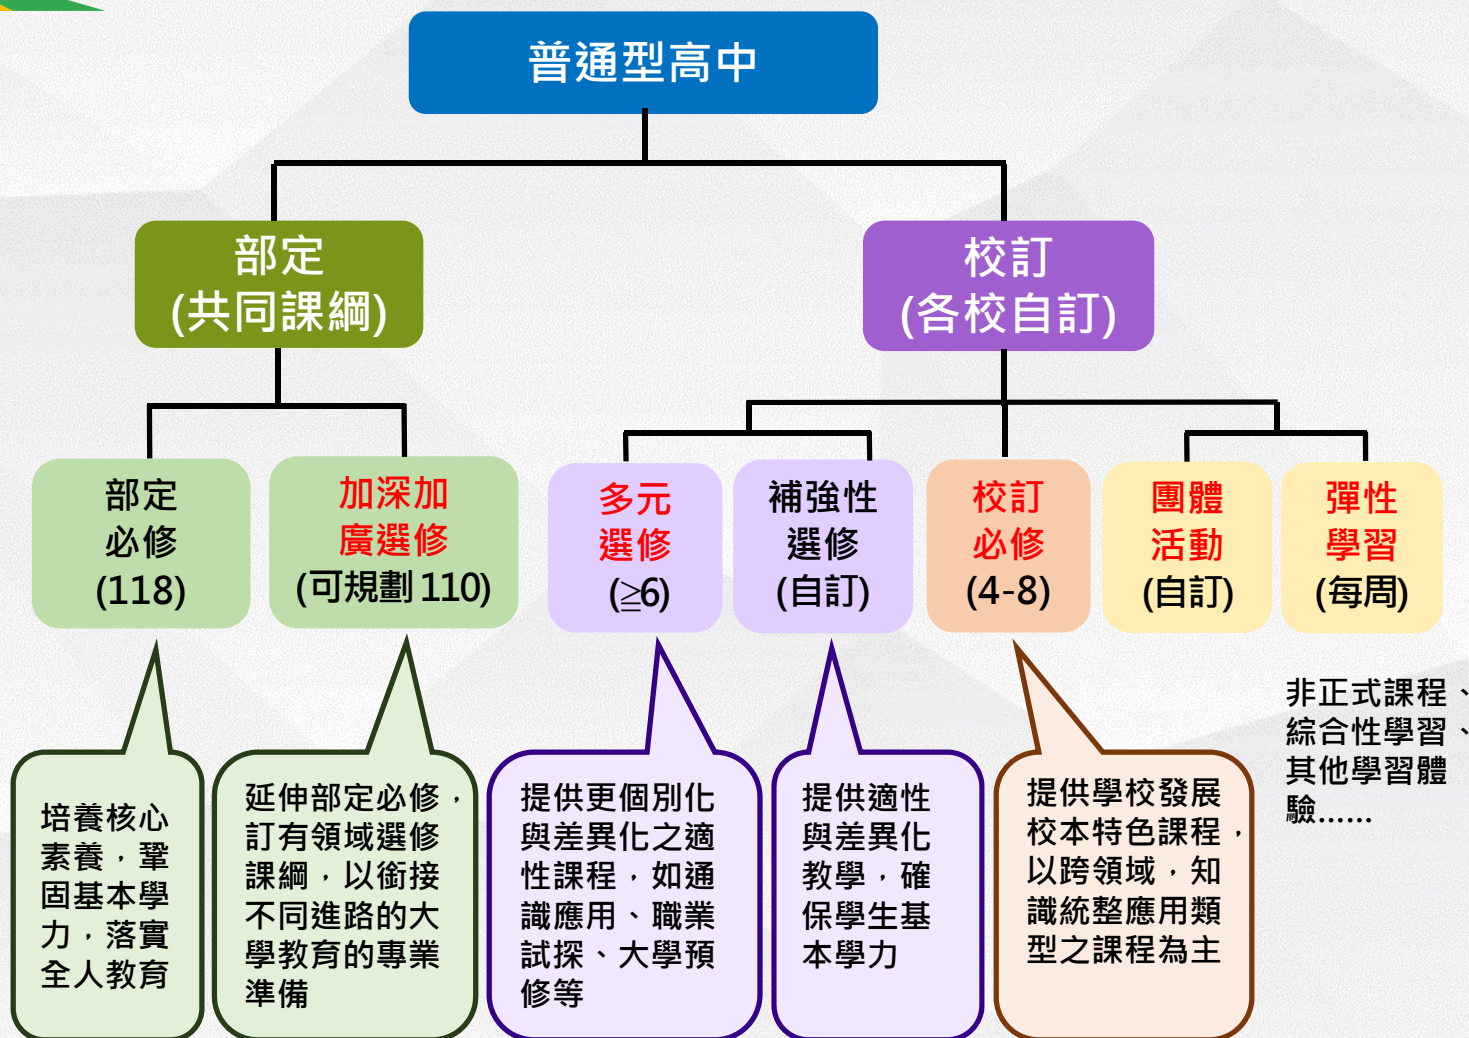 普通型高中
部定
(共同課綱)
校訂
(各校自訂)
部定
必修
(118)
加深加
廣選修
(可規劃110)
多元
選修
(≧6)
補強性
選修
(自訂)
校訂
必修
(4-8)
團體
活動
(自訂)
彈性
學習
(每周)
培養核心
素養，鞏
固基本學
力，落實
全人教育
延伸部定必修，
訂有領域選修
課綱，以銜接
不同進路的大
學教育的專業
準備
提供更個別化
與差異化之適
性課程，如通
識應用、職業
試探、大學預
修等
提供適性
與差異化
教學，確
保學生基
本學力
提供學校發展
校本特色課程，
以跨領域，知
識統整應用類
型之課程為主
非正式課程、
綜合性學習、
其他學習體
驗......